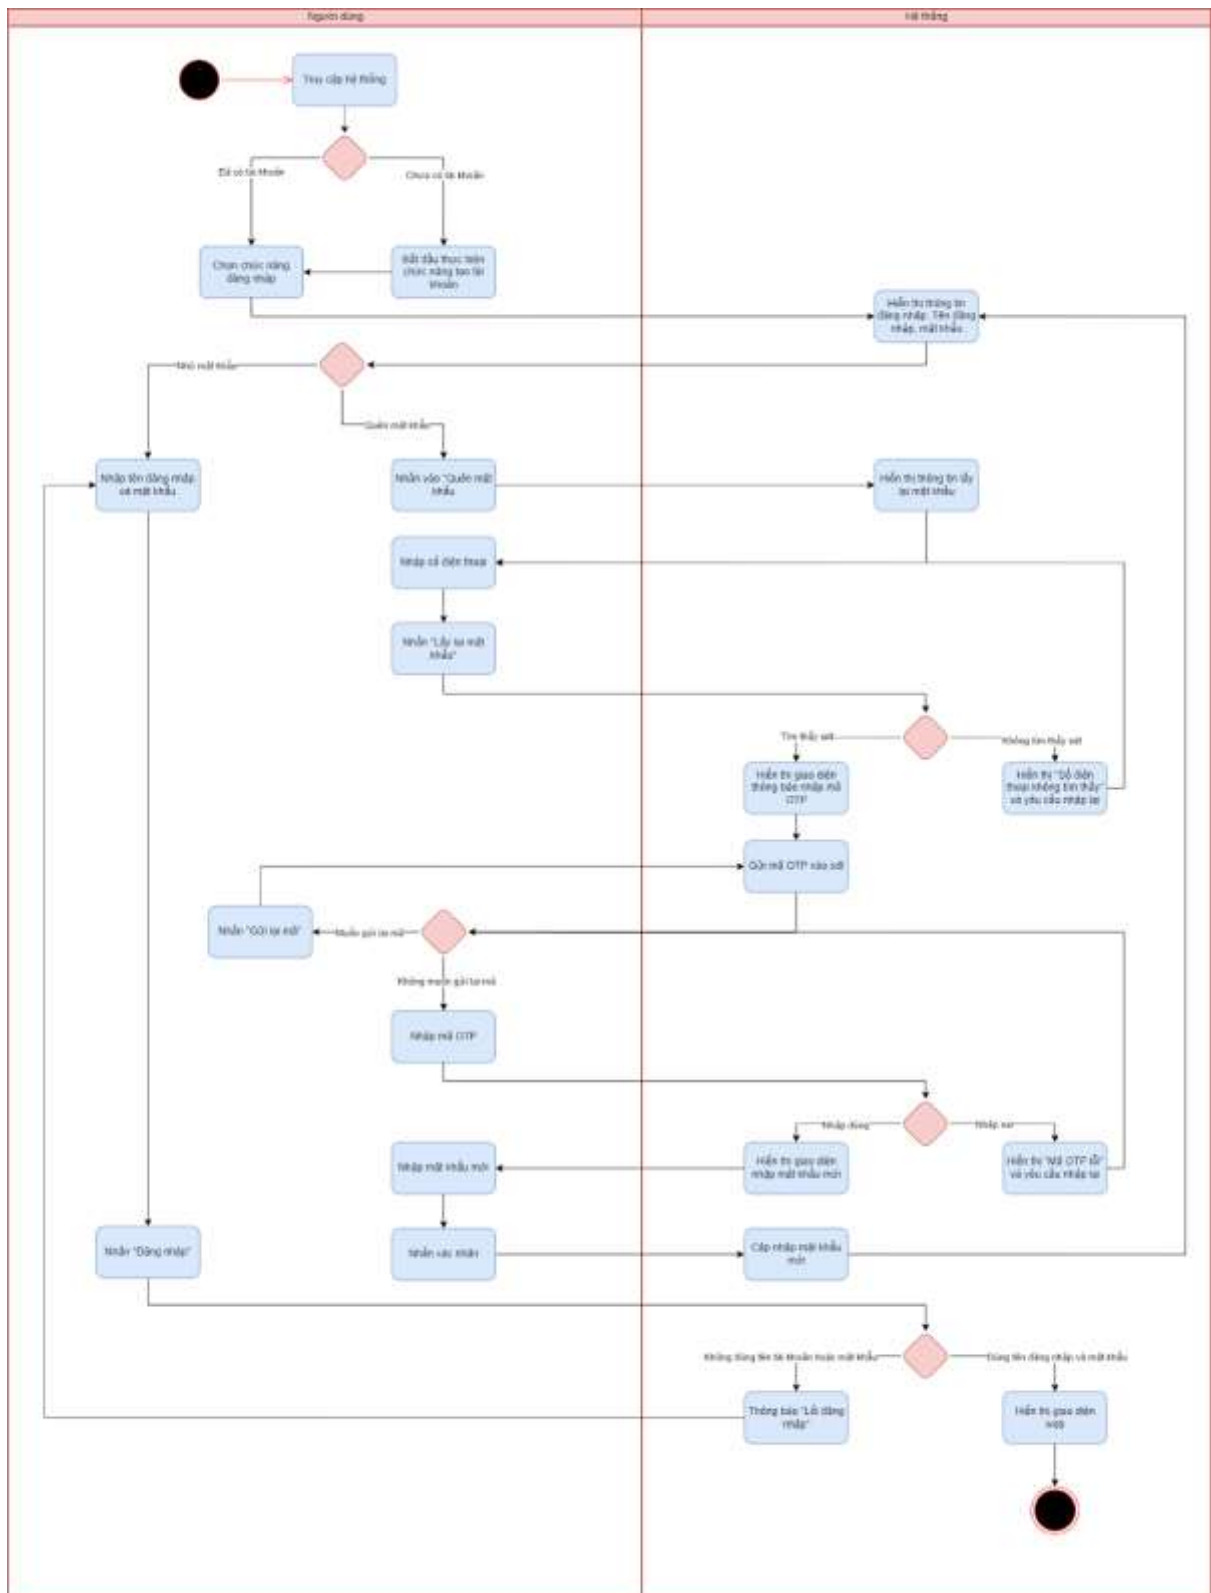 Người dùng
Hệ thống
Truy cập hệ thống
Đã có tài khoản
Chưa có tài khoản
Chọn chức năng
đăng nhập
Bắt đầu thực hiện
chức năng tạo tài
khoản
Hiển thị thông tin
đăng nhập: Tên đăng
nhập, mật khẩu
Nhớ mật khẩu
Quên mật khẩu
Nhập tên đăng nhập
và mật khẩu
Nhấn vào "Quên mật
khẩu
Hiển thị thông tin lấy
lại mật khẩu
Nhập số điện thoại
Nhấn "Lấy lại mật
khẩu"
Tìm thấy sđt
Không tìm thấy sđt
Hiển thị giao diện
thông báo nhập mã
OTP
Hiển thị "Số điện
thoại không tìm thấy"
và yêu cầu nhập lại
Gửi mã OTP vào sđt
Nhấn "Gửi lại mã"
Muốn gửi lại mã
Không muốn gửi lại mã
Nhập mã OTP
Nhập đúng
Nhập sai
Nhập mật khẩu mới
Hiển thị giao diện
nhập mật khẩu mới
Hiển thị "Mã OTP lỗi"
và yêu cầu nhập lại
Nhấn "Đăng nhập"
Nhấn xác nhận
Cập nhập mật khẩu
mới
Không đúng tên tài khoản hoặc mật khẩu
Đúng tên đăng nhập và mật khẩu
Thông báo "Lỗi đăng
nhập"
Hiển thị giao diện
web